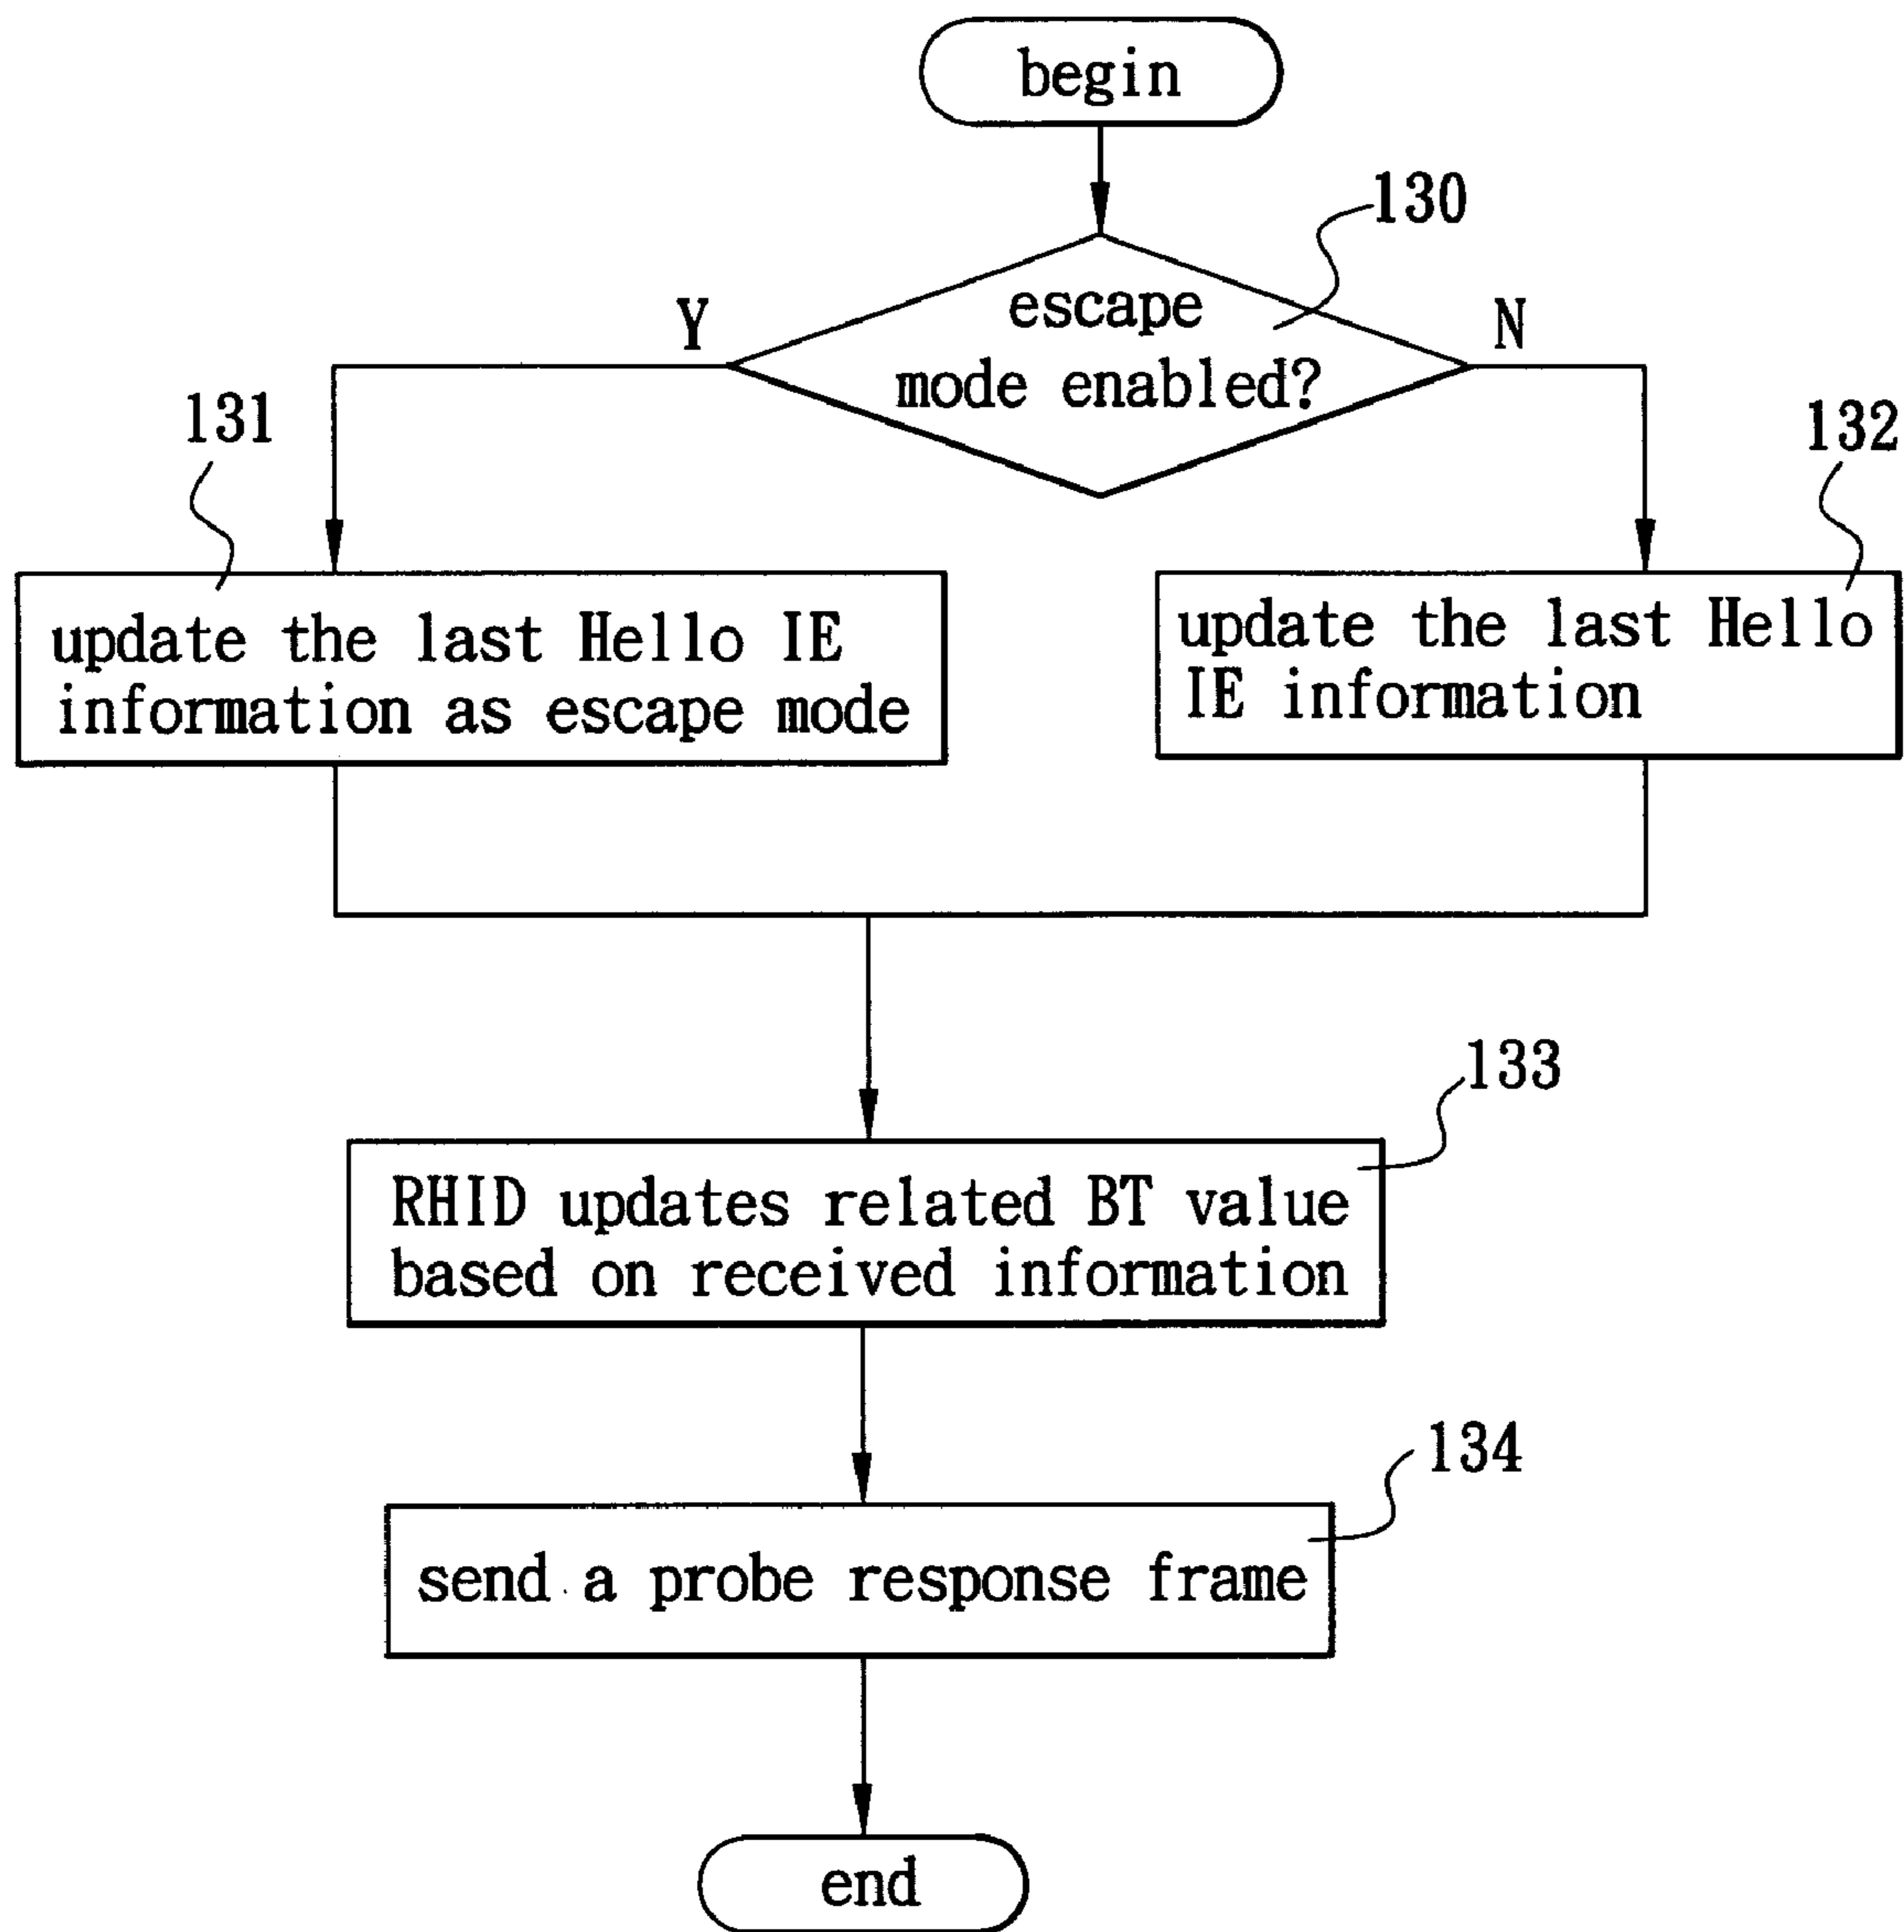 begin
130
escape
mode enabled?
Y
N
131
132
update the last Hello IE
information as escape mode
update the last Hello
IE information
133
RHID updates related BT value
based on received information
134
send a probe response frame
end